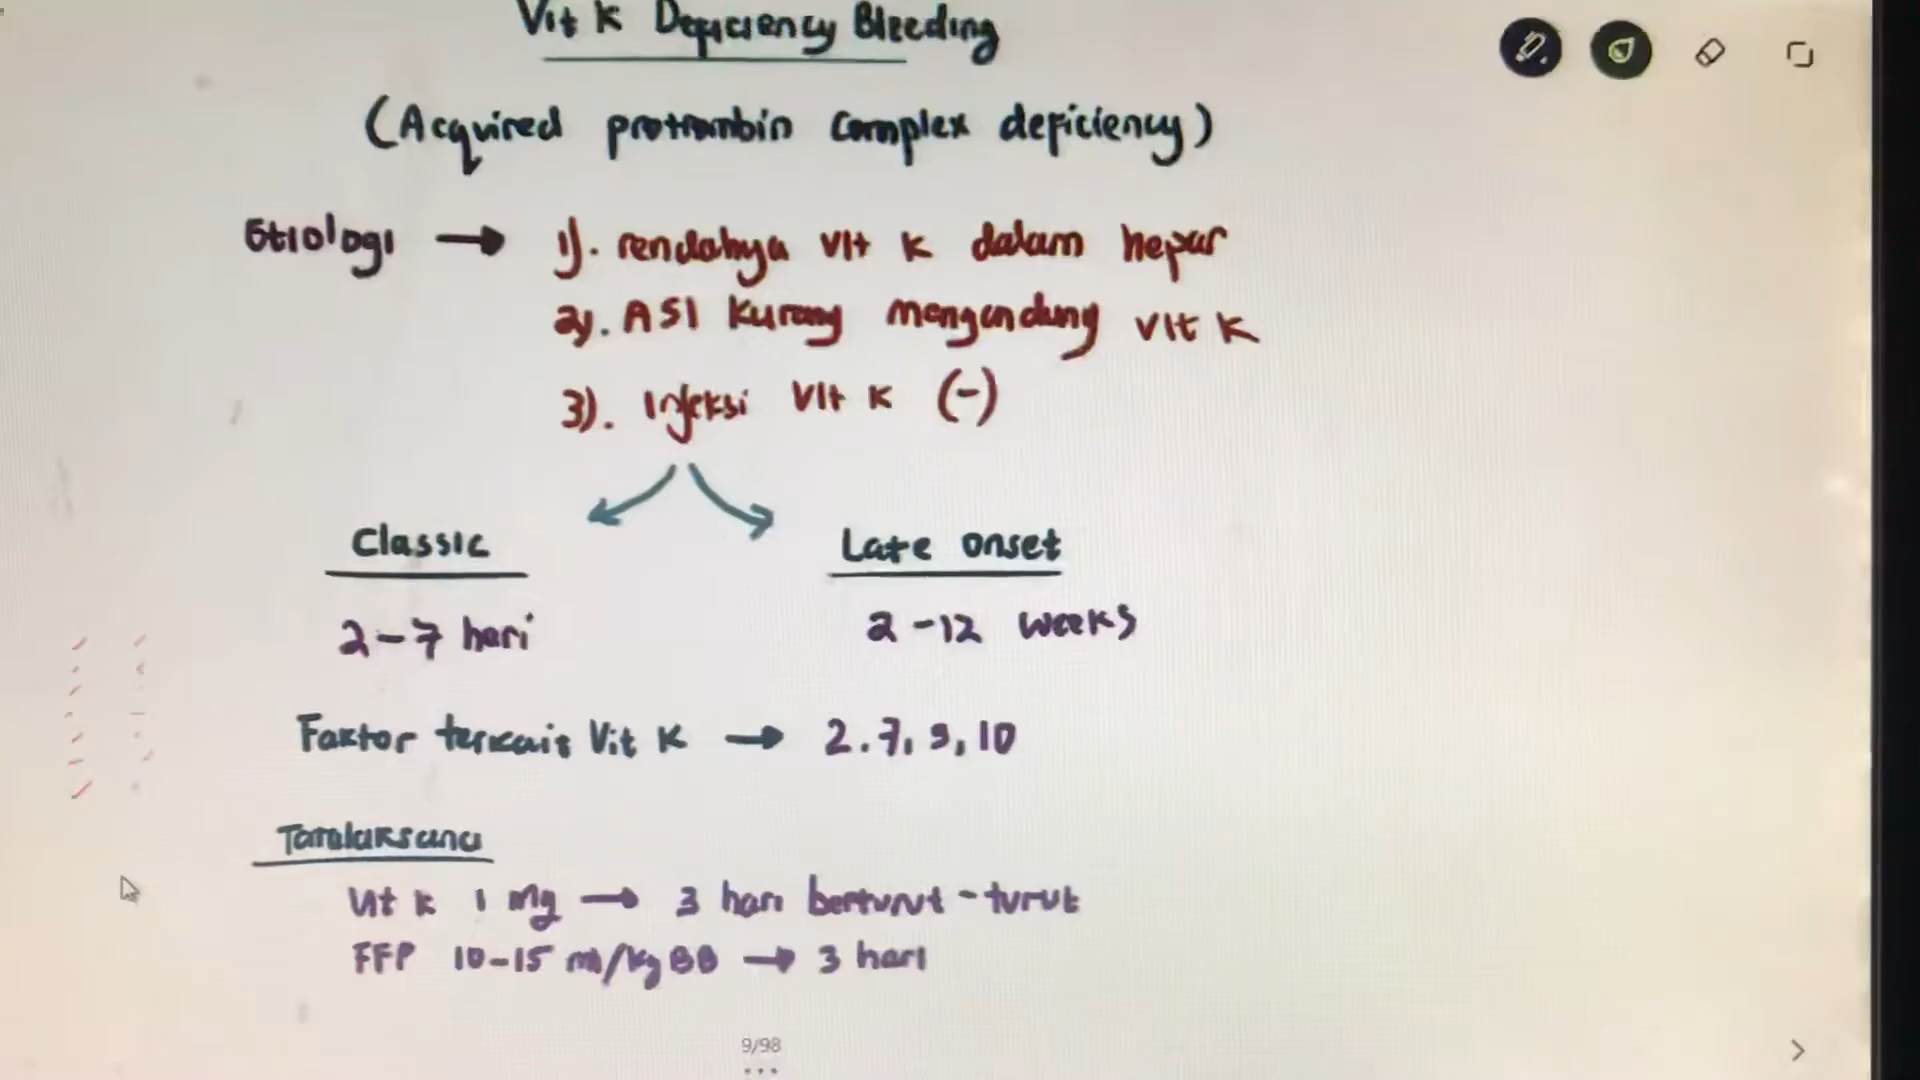 Vit K Deficiency Bleeding
(Acquired protrombin complex deficiency)
Etiologi → 1). rendahya vit K dalam hepar
2). ASI kurang mengandung vit K
3). Injeksi Vit K (-)
Classic Late onset
2-7 hari 2-12 weeks
Faktor terkait Vit K → 2.7, 9, 10
Tatalaksana
Vit K 1 mg → 3 hari berturut-turut
FFP 10-15 ml/kgBB → 3 hari
9/98